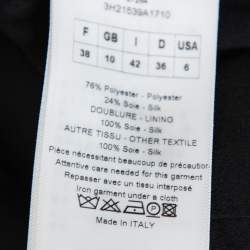 3H21539A1710
F GB I D USA
38 10 42 36 6
76% Polyester - Polyester
24% Soie - Silk
DOUBLURE - LINING
100% Soie - Silk
AUTRE TISSU - OTHER TEXTILE
100% Soie - Silk
Pièce nécessitant beaucoup de précaution
Attentive care needed for this garment
Repasser avec un tissu interposé
Iron garment under a cloth
Made In ITALY